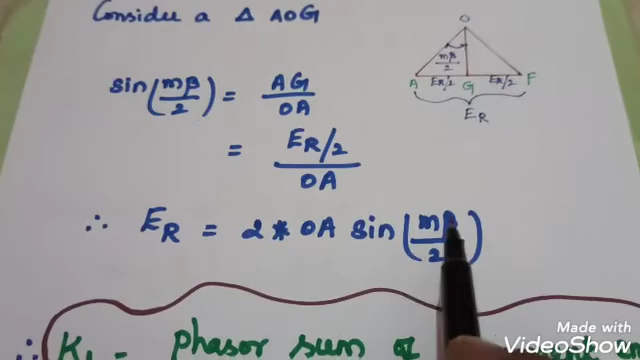 Consider a Δ AOG
O
mβ/2
A ER/2 G ER/2 F
ER
sin(mβ/2) = AG/OA
= ER/2 / OA
∴ ER = 2 * OA sin(mβ/2)
∴ Phasor sum of
Made with
VideoShow